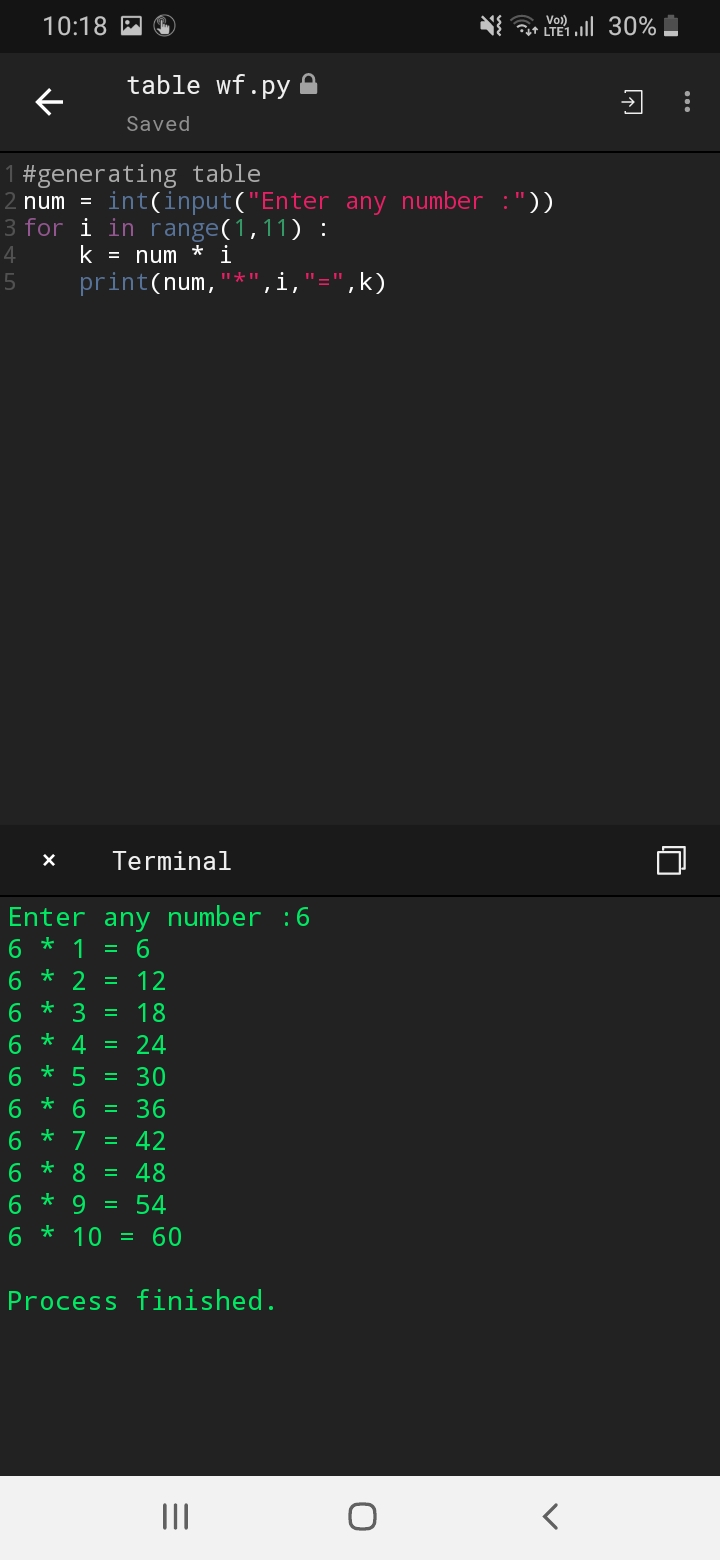 10:18 Vo)) LTE1 30%
table wf.py
Saved
1 #generating table
2 num = int(input("Enter any number :"))
3 for i in range(1,11) :
4     k = num * i
5     print(num,"*",i,"=",k)
× Terminal
Enter any number :6
6 * 1 = 6
6 * 2 = 12
6 * 3 = 18
6 * 4 = 24
6 * 5 = 30
6 * 6 = 36
6 * 7 = 42
6 * 8 = 48
6 * 9 = 54
6 * 10 = 60
Process finished.